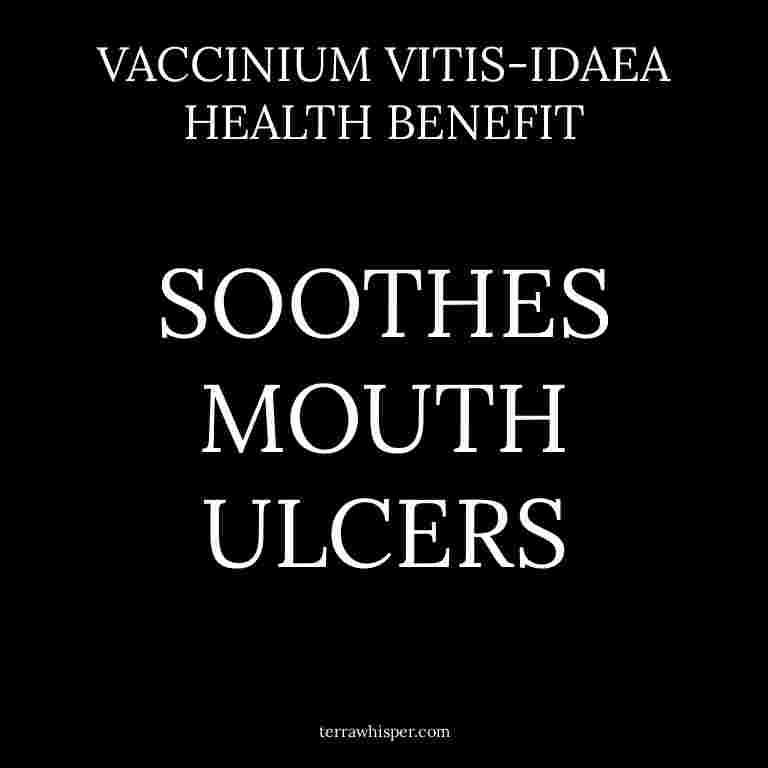 VACCINIUM VITIS-IDAEA
HEALTH BENEFIT
SOOTHES
MOUTH
ULCERS
terrawhisper.com